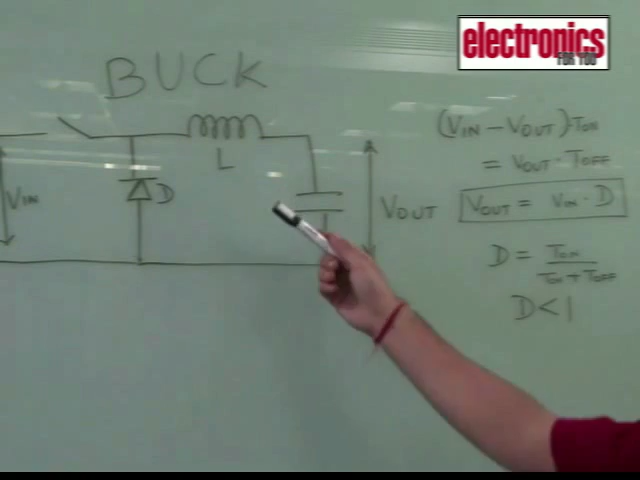 electronics
FOR YOU
BUCK
(VIN - VOUT)·TON
= VOUT · TOFF
VOUT = VIN · D
D = TON
TON + TOFF
D < 1
L
D
VIN
VOUT